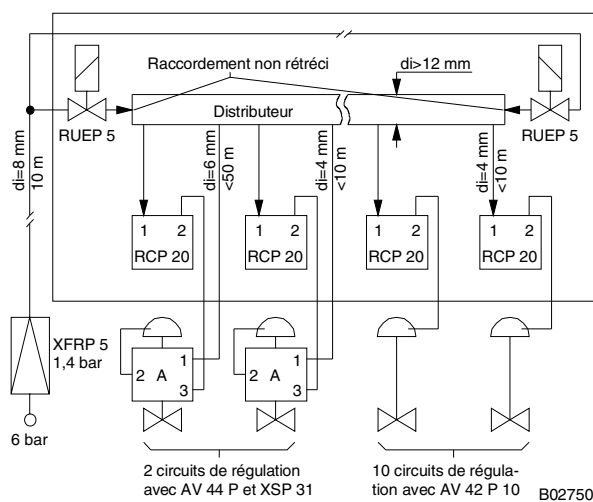 Raccordement non rétréci
di>12 mm
RUEP 5
Distributeur
RUEP 5
di=8 mm
10 m
di=6 mm
<50 m
di=4 mm
<10 m
di=4 mm
<10 m
1 2
RCP 20
1 2
RCP 20
1 2
RCP 20
1 2
RCP 20
XFRP 5
1,4 bar
6 bar
2 A 1
3
2 A 1
3
2 circuits de régulation
avec AV 44 P et XSP 31
10 circuits de régula-
tion avec AV 42 P 10
B02750